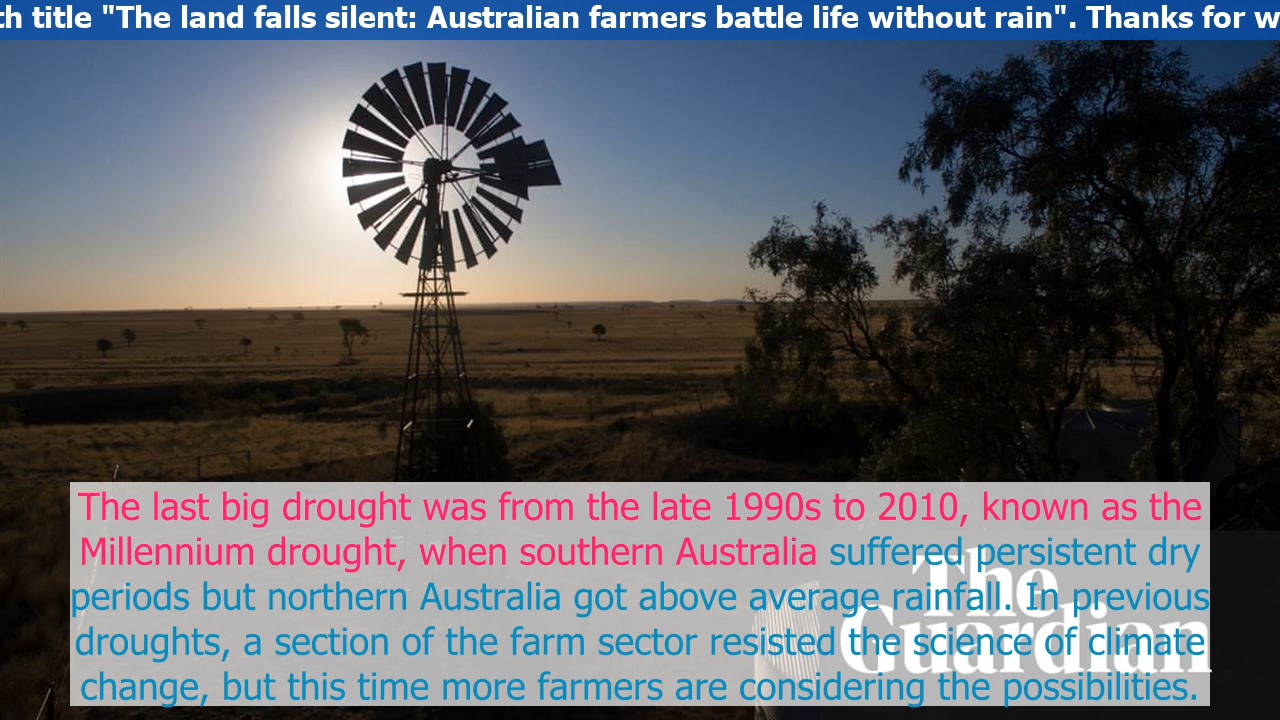 th title "The land falls silent: Australian farmers battle life without rain". Thanks for w
The last big drought was from the late 1990s to 2010, known as the
Millennium drought, when southern Australia suffered persistent dry
periods but northern Australia got above average rainfall. In previous
droughts, a section of the farm sector resisted the science of climate
change, but this time more farmers are considering the possibilities.
The
Guardian